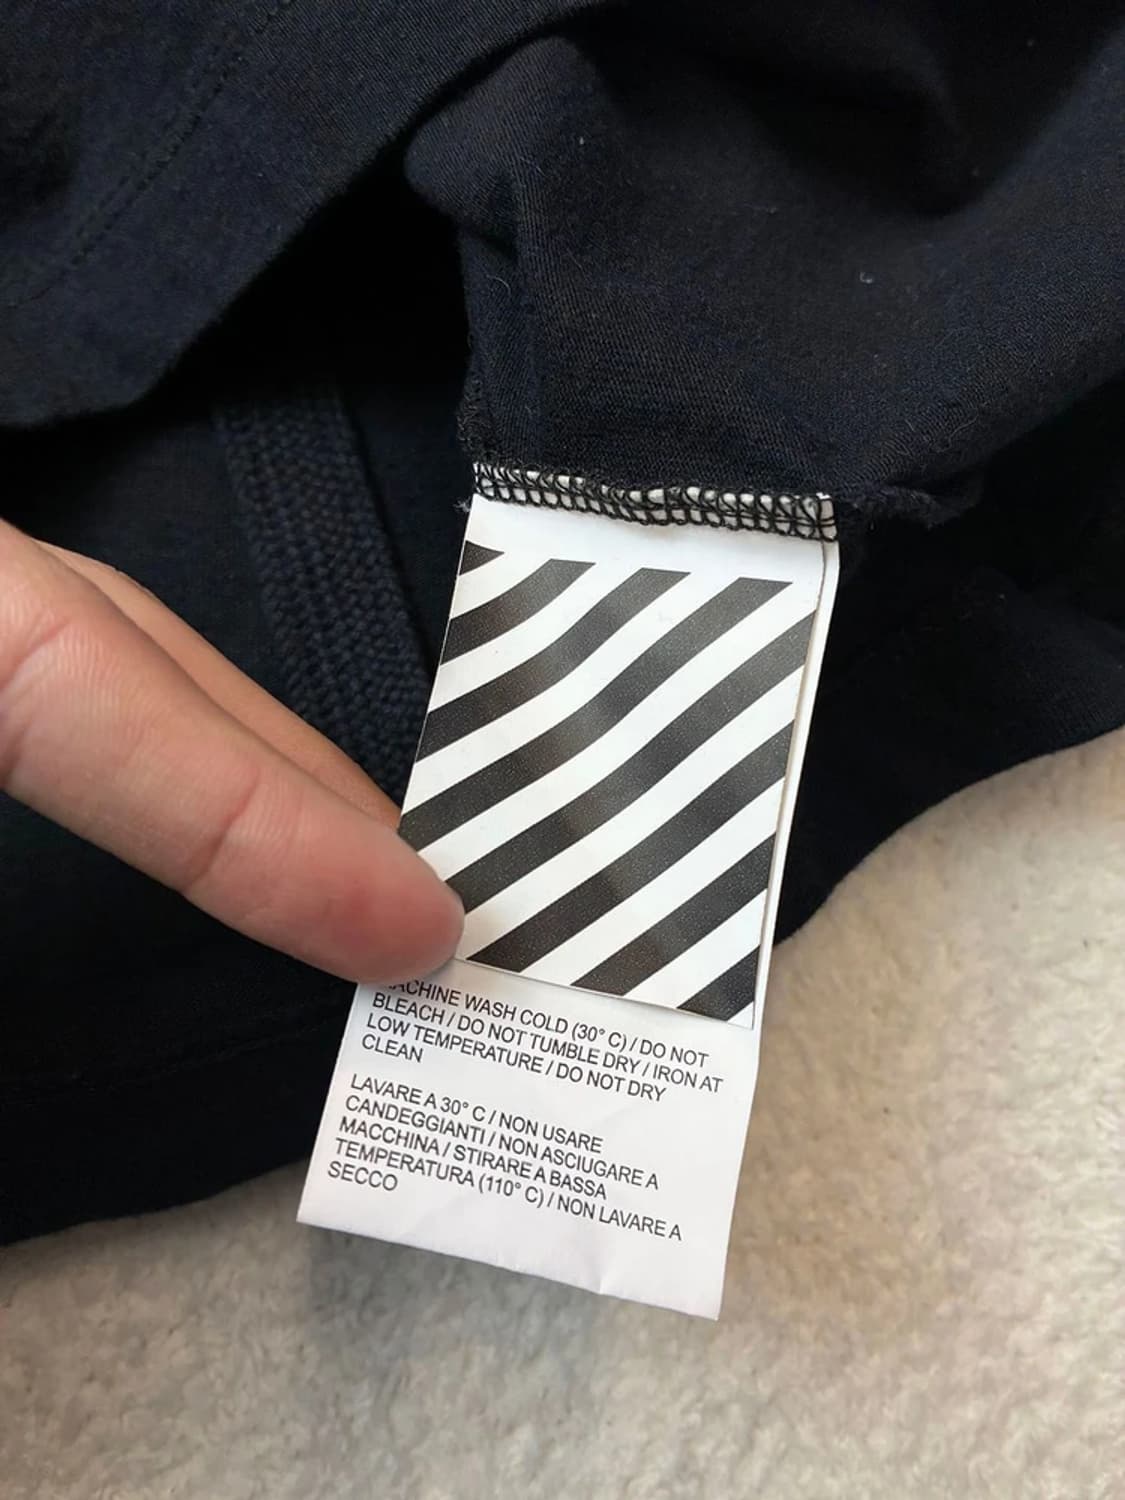 MACHINE WASH COLD (30° C) / DO NOT
BLEACH / DO NOT TUMBLE DRY / IRON AT
LOW TEMPERATURE / DO NOT DRY
CLEAN
LAVARE A 30° C / NON USARE
CANDEGGIANTI / NON ASCIUGARE A
MACCHINA / STIRARE A BASSA
TEMPERATURA (110° C) / NON LAVARE A
SECCO